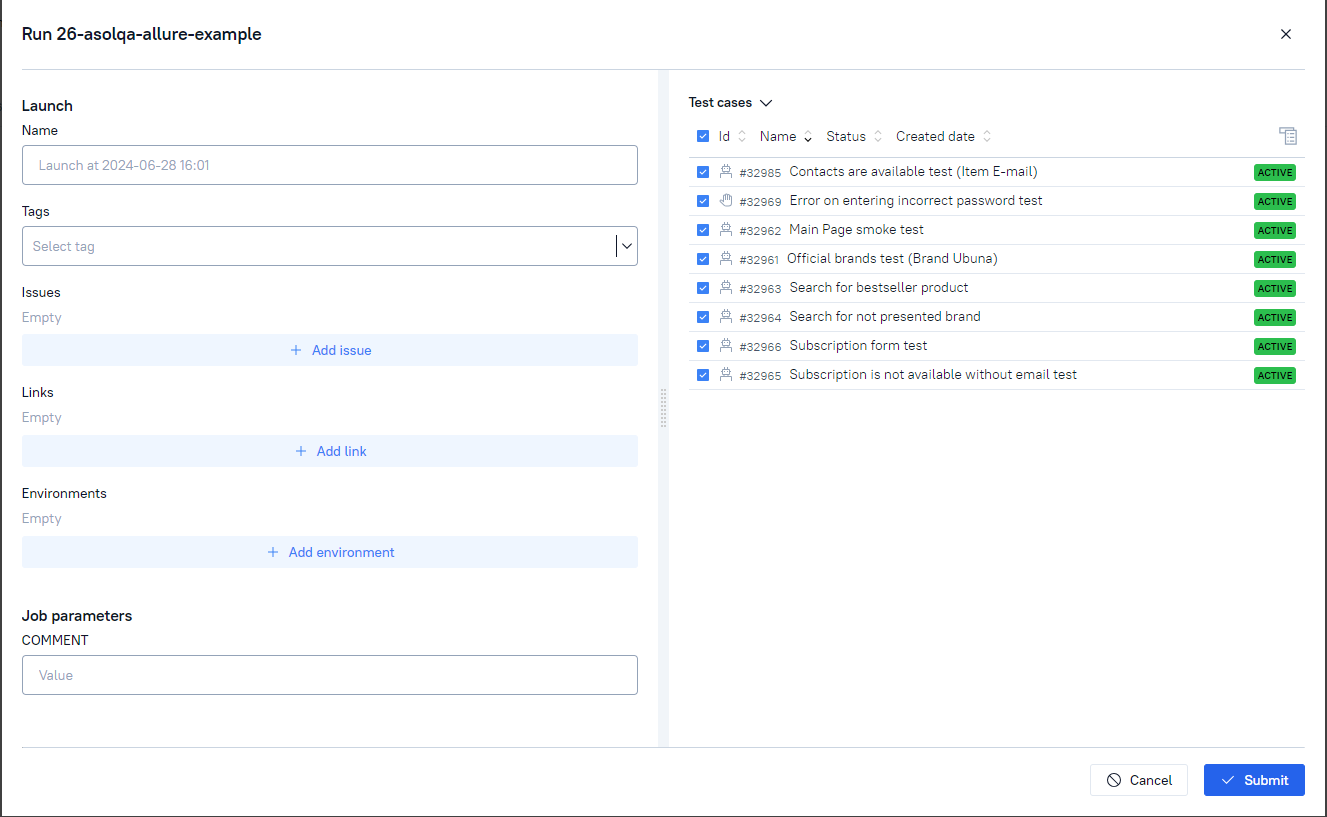 Run 26-asolqa-allure-example
Launch
Name
Launch at 2024-06-28 16:01
Tags
Select tag
Issues
Empty
Add issue
Links
Empty
Add link
Environments
Empty
Add environment
Job parameters
COMMENT
Value
Test cases
Id Name Status Created date
#32985 Contacts are available test (Item E-mail) ACTIVE
#32969 Error on entering incorrect password test ACTIVE
#32962 Main Page smoke test ACTIVE
#32961 Official brands test (Brand Ubuna) ACTIVE
#32963 Search for bestseller product ACTIVE
#32964 Search for not presented brand ACTIVE
#32966 Subscription form test ACTIVE
#32965 Subscription is not available without email test ACTIVE
Cancel Submit